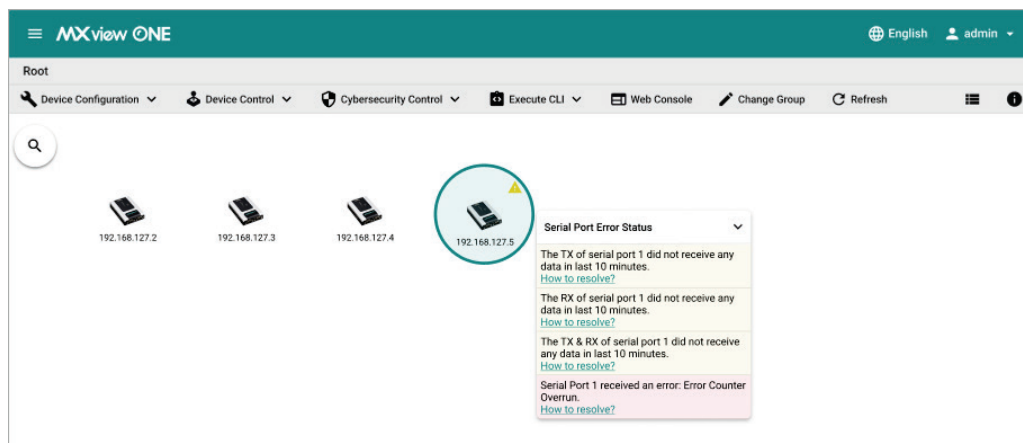 MXview ONE
English
admin
Root
Device Configuration
Device Control
Cybersecurity Control
Execute CLI
Web Console
Change Group
Refresh
192.168.127.2
192.168.127.3
192.168.127.4
192.168.127.5
Serial Port Error Status
The TX of serial port 1 did not receive any
data in last 10 minutes.
How to resolve?
The RX of serial port 1 did not receive any
data in last 10 minutes.
How to resolve?
The TX & RX of serial port 1 did not receive
any data in last 10 minutes.
How to resolve?
Serial Port 1 received an error: Error Counter
Overrun.
How to resolve?